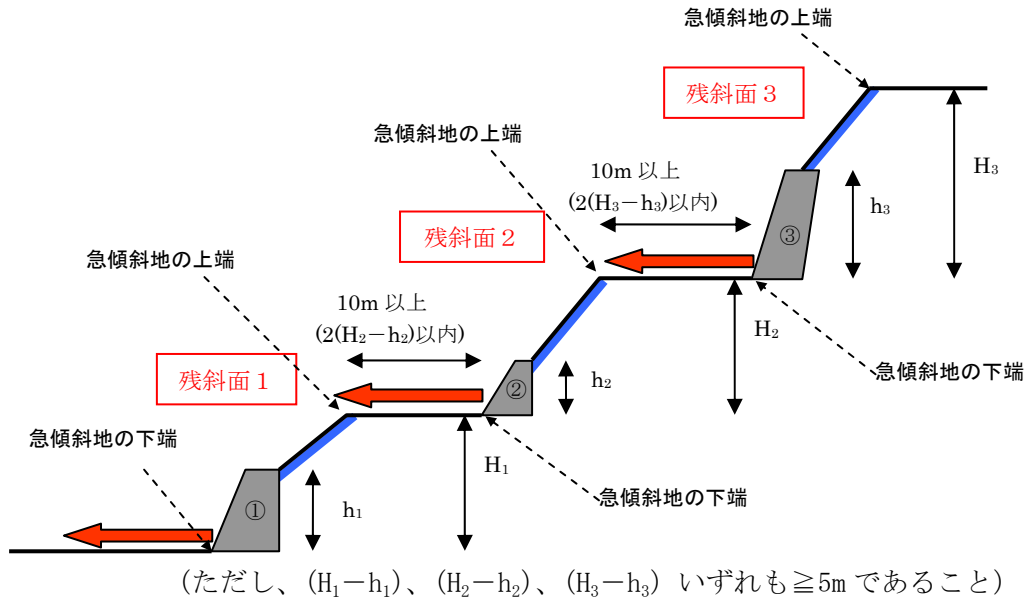 急傾斜地の上端
残斜面３
急傾斜地の上端
10m 以上
(2(H₃－h₃)以内)
H₃
h₃
③
残斜面２
急傾斜地の上端
10m 以上
(2(H₂－h₂)以内)
H₂
残斜面１
②
h₂
急傾斜地の下端
急傾斜地の下端
H₁
急傾斜地の下端
①
h₁
(ただし、(H₁－h₁)、(H₂－h₂)、(H₃－h₃) いずれも≧5m であること)